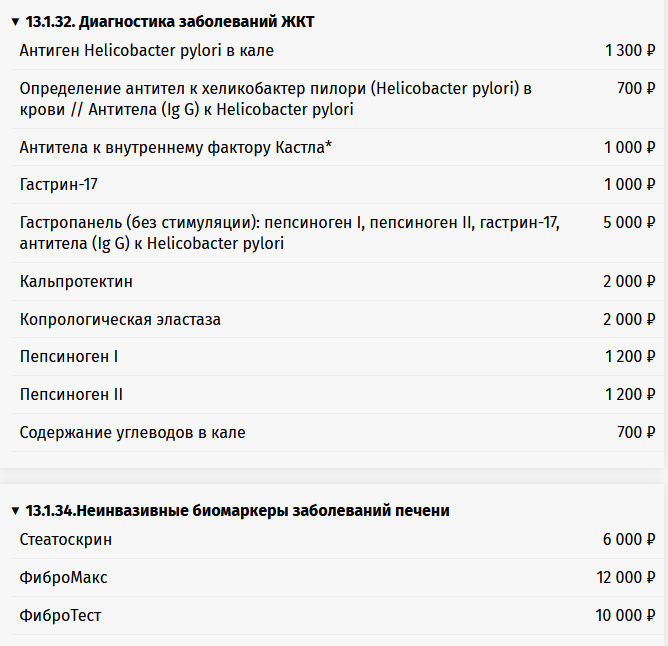 ▼ 13.1.32. Диагностика заболеваний ЖКТ
Антиген Helicobacter pylori в кале 1 300 ₽
Определение антител к хеликобактер пилори (Helicobacter pylori) в 700 ₽
крови // Антитела (Ig G) к Helicobacter pylori
Антитела к внутреннему фактору Кастла* 1 000 ₽
Гастрин-17 1 000 ₽
Гастропанель (без стимуляции): пепсиноген I, пепсиноген II, гастрин-17, 5 000 ₽
антитела (Ig G) к Helicobacter pylori
Кальпротектин 2 000 ₽
Копрологическая эластаза 2 000 ₽
Пепсиноген I 1 200 ₽
Пепсиноген II 1 200 ₽
Содержание углеводов в кале 700 ₽
▼ 13.1.34.Неинвазивные биомаркеры заболеваний печени
Стеатоскрин 6 000 ₽
ФиброМакс 12 000 ₽
ФиброТест 10 000 ₽